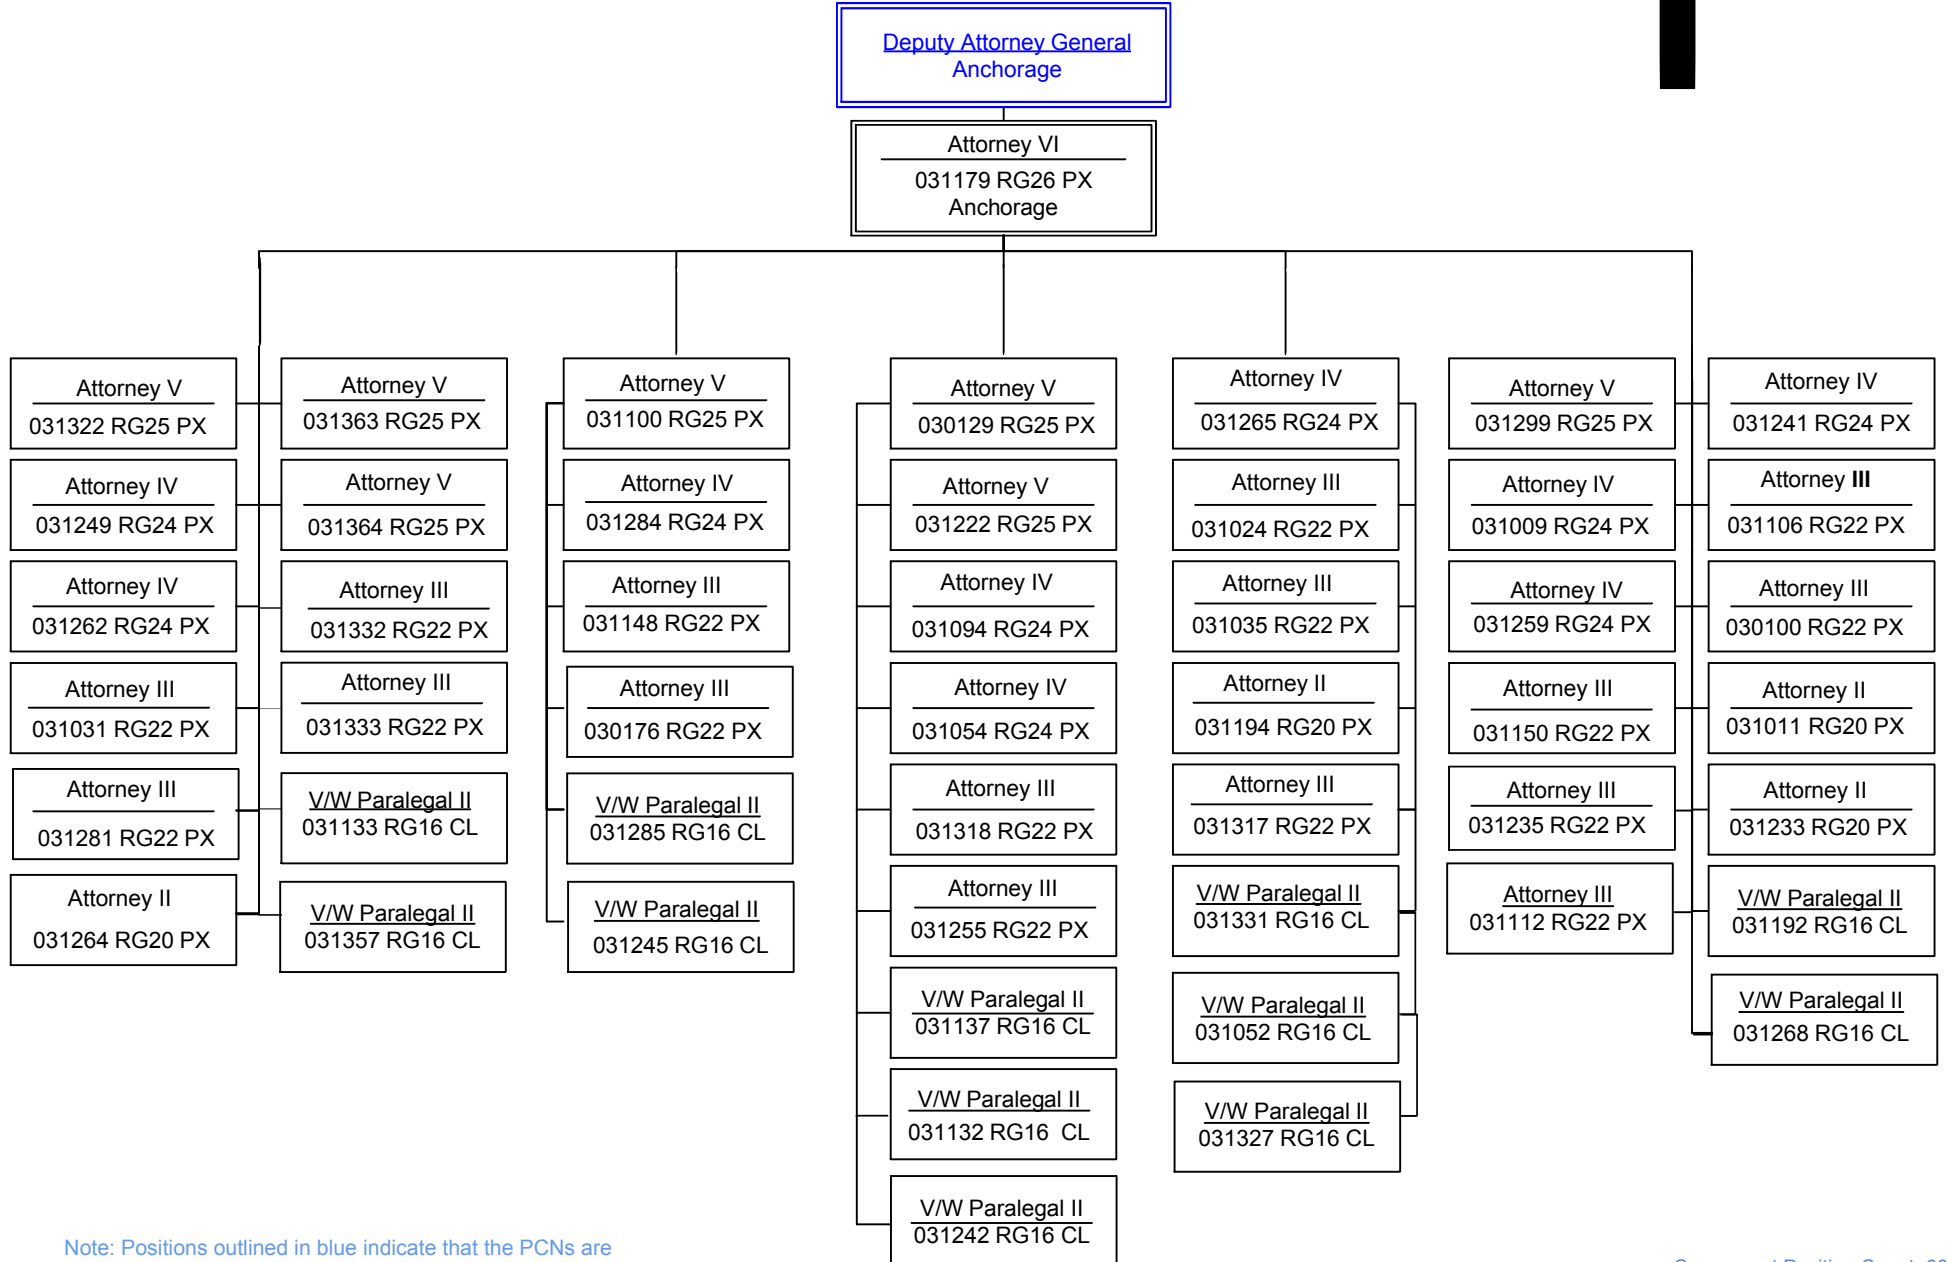 Deputy Attorney General
Anchorage
Attorney VI
031179 RG26 PX
Anchorage
Attorney V
031322 RG25 PX
Attorney IV
031249 RG24 PX
Attorney IV
031262 RG24 PX
Attorney III
031031 RG22 PX
Attorney III
031281 RG22 PX
Attorney II
031264 RG20 PX
Attorney V
031363 RG25 PX
Attorney V
031364 RG25 PX
Attorney III
031332 RG22 PX
Attorney III
031333 RG22 PX
V/W Paralegal II
031133 RG16 CL
V/W Paralegal II
031357 RG16 CL
Attorney V
031100 RG25 PX
Attorney IV
031284 RG24 PX
Attorney III
031148 RG22 PX
Attorney III
030176 RG22 PX
V/W Paralegal II
031285 RG16 CL
V/W Paralegal II
031245 RG16 CL
Attorney V
030129 RG25 PX
Attorney V
031222 RG25 PX
Attorney IV
031094 RG24 PX
Attorney IV
031054 RG24 PX
Attorney III
031318 RG22 PX
Attorney III
031255 RG22 PX
V/W Paralegal II
031137 RG16 CL
V/W Paralegal II
031132 RG16 CL
V/W Paralegal II
031242 RG16 CL
Attorney IV
031265 RG24 PX
Attorney III
031024 RG22 PX
Attorney III
031035 RG22 PX
Attorney II
031194 RG20 PX
Attorney III
031317 RG22 PX
V/W Paralegal II
031331 RG16 CL
V/W Paralegal II
031052 RG16 CL
V/W Paralegal II
031327 RG16 CL
Attorney V
031299 RG25 PX
Attorney IV
031009 RG24 PX
Attorney IV
031259 RG24 PX
Attorney III
031150 RG22 PX
Attorney III
031235 RG22 PX
Attorney III
031112 RG22 PX
Attorney IV
031241 RG24 PX
Attorney III
031106 RG22 PX
Attorney III
030100 RG22 PX
Attorney II
031011 RG20 PX
Attorney II
031233 RG20 PX
V/W Paralegal II
031192 RG16 CL
V/W Paralegal II
031268 RG16 CL
Note: Positions outlined in blue indicate that the PCNs are